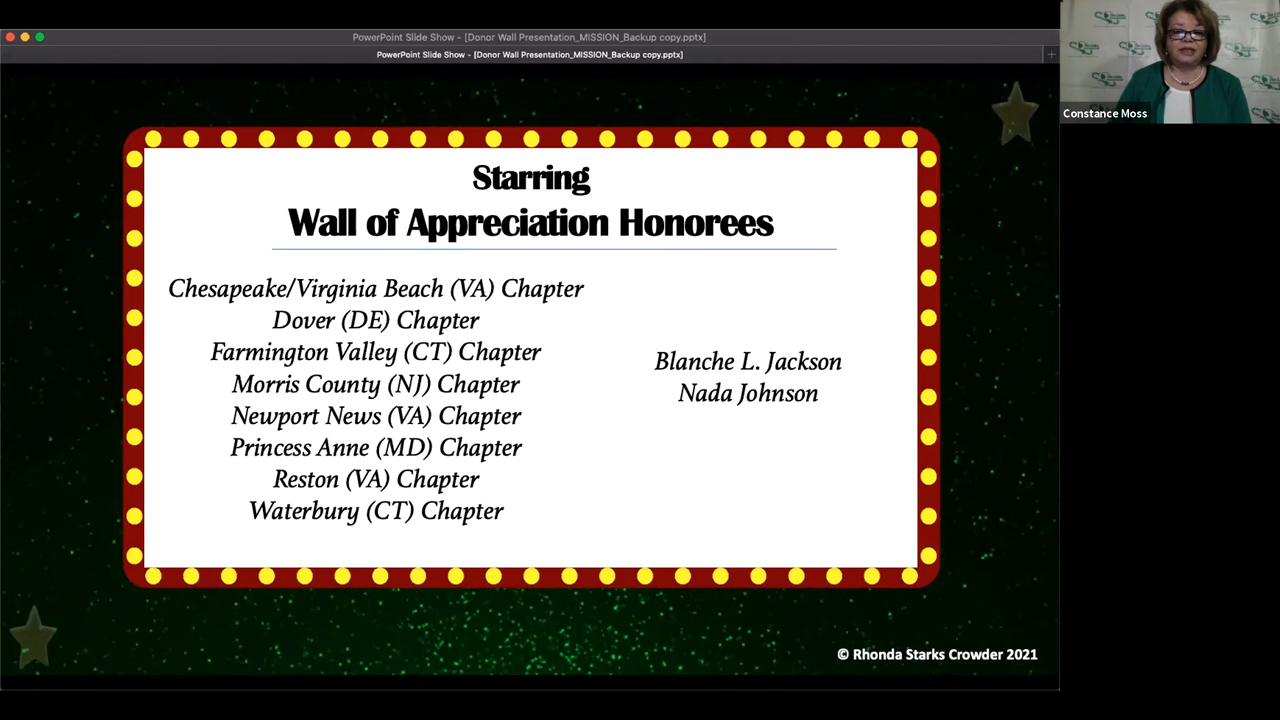 PowerPoint Slide Show - [Donor Wall Presentation_MISSION_Backup copy.pptx]
PowerPoint Slide Show - [Donor Wall Presentation_MISSION_Backup copy.pptx]
Constance Moss
Starring
Wall of Appreciation Honorees
Chesapeake/Virginia Beach (VA) Chapter
Dover (DE) Chapter
Farmington Valley (CT) Chapter
Morris County (NJ) Chapter
Newport News (VA) Chapter
Princess Anne (MD) Chapter
Reston (VA) Chapter
Waterbury (CT) Chapter
Blanche L. Jackson
Nada Johnson
© Rhonda Starks Crowder 2021